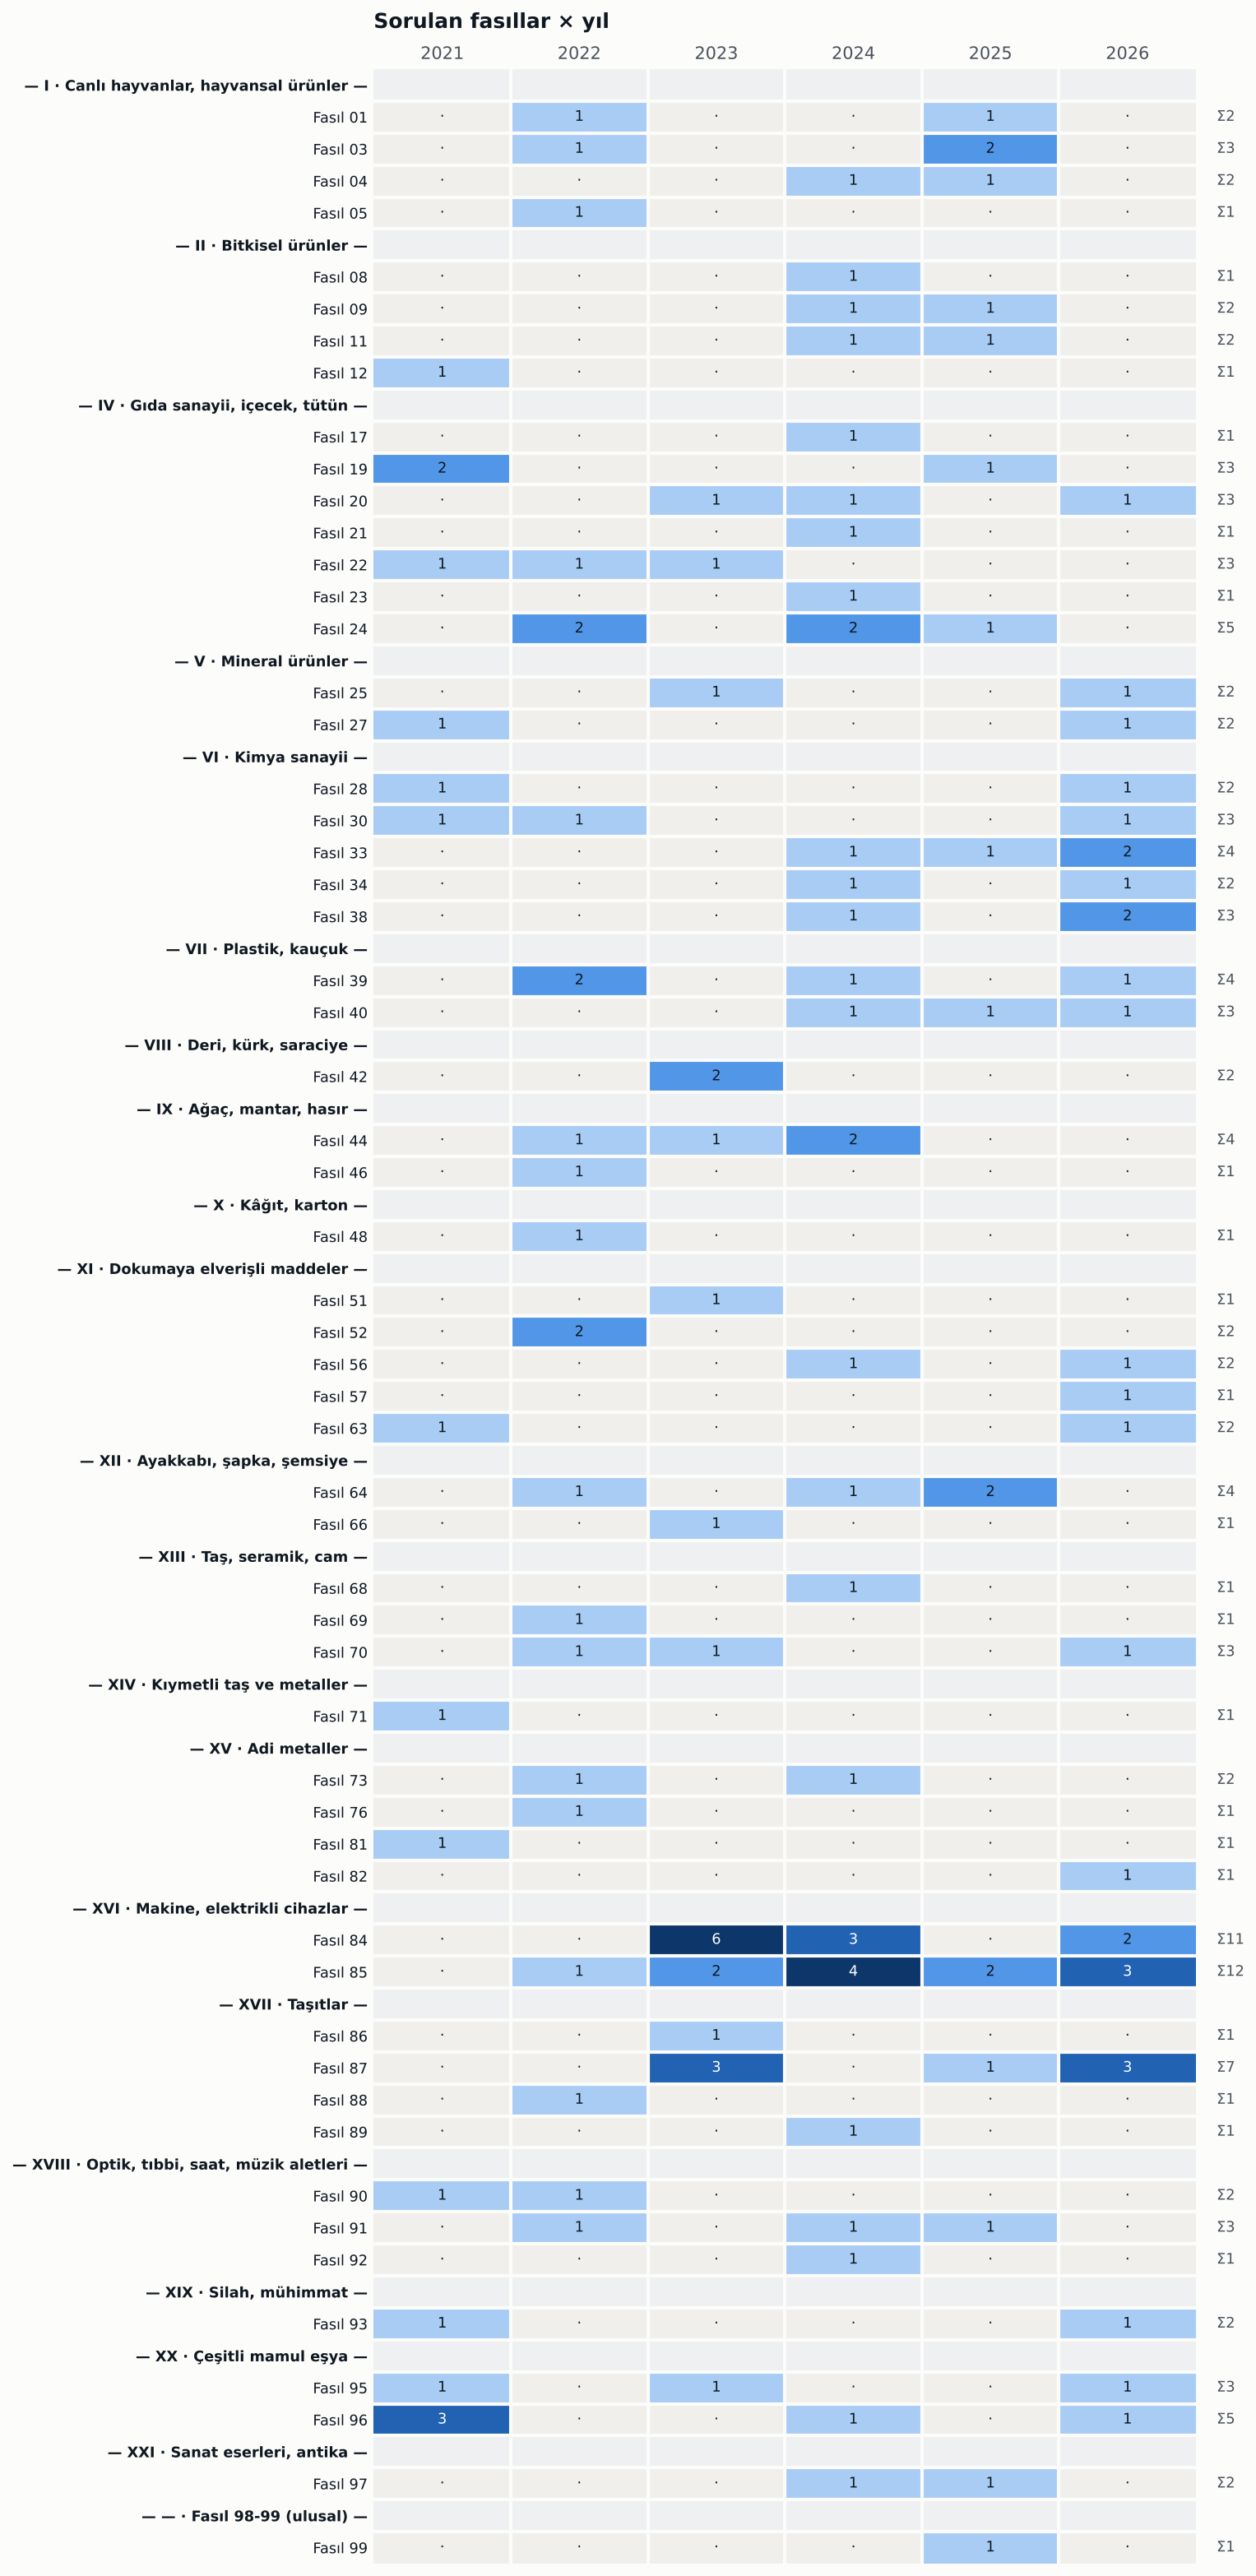 Sorulan fasıllar × yıl
2021 2022 2023 2024 2025 2026
— I · Canlı hayvanlar, hayvansal ürünler —
Fasıl 01 · 1 · · 1 · Σ2
Fasıl 03 · 1 · · 2 · Σ3
Fasıl 04 · · · 1 1 · Σ2
Fasıl 05 · 1 · · · · Σ1
— II · Bitkisel ürünler —
Fasıl 08 · · · 1 · · Σ1
Fasıl 09 · · · 1 1 · Σ2
Fasıl 11 · · · 1 1 · Σ2
Fasıl 12 1 · · · · · Σ1
— IV · Gıda sanayii, içecek, tütün —
Fasıl 17 · · · 1 · · Σ1
Fasıl 19 2 · · · 1 · Σ3
Fasıl 20 · · 1 1 · 1 Σ3
Fasıl 21 · · · 1 · · Σ1
Fasıl 22 1 1 1 · · · Σ3
Fasıl 23 · · · 1 · · Σ1
Fasıl 24 · 2 · 2 1 · Σ5
— V · Mineral ürünler —
Fasıl 25 · · 1 · · 1 Σ2
Fasıl 27 1 · · · · 1 Σ2
— VI · Kimya sanayii —
Fasıl 28 1 · · · · 1 Σ2
Fasıl 30 1 1 · · · 1 Σ3
Fasıl 33 · · · 1 1 2 Σ4
Fasıl 34 · · · 1 · 1 Σ2
Fasıl 38 · · · 1 · 2 Σ3
— VII · Plastik, kauçuk —
Fasıl 39 · 2 · 1 · 1 Σ4
Fasıl 40 · · · 1 1 1 Σ3
— VIII · Deri, kürk, saraciye —
Fasıl 42 · · 2 · · · Σ2
— IX · Ağaç, mantar, hasır —
Fasıl 44 · 1 1 2 · · Σ4
Fasıl 46 · 1 · · · · Σ1
— X · Kâğıt, karton —
Fasıl 48 · 1 · · · · Σ1
— XI · Dokumaya elverişli maddeler —
Fasıl 51 · · 1 · · · Σ1
Fasıl 52 · 2 · · · · Σ2
Fasıl 56 · · · 1 · 1 Σ2
Fasıl 57 · · · · · 1 Σ1
Fasıl 63 1 · · · · 1 Σ2
— XII · Ayakkabı, şapka, şemsiye —
Fasıl 64 · 1 · 1 2 · Σ4
Fasıl 66 · · 1 · · · Σ1
— XIII · Taş, seramik, cam —
Fasıl 68 · · · 1 · · Σ1
Fasıl 69 · 1 · · · · Σ1
Fasıl 70 · 1 1 · · 1 Σ3
— XIV · Kıymetli taş ve metaller —
Fasıl 71 1 · · · · · Σ1
— XV · Adi metaller —
Fasıl 73 · 1 · 1 · · Σ2
Fasıl 76 · 1 · · · · Σ1
Fasıl 81 1 · · · · · Σ1
Fasıl 82 · · · · · 1 Σ1
— XVI · Makine, elektrikli cihazlar —
Fasıl 84 · · 6 3 · 2 Σ11
Fasıl 85 · 1 2 4 2 3 Σ12
— XVII · Taşıtlar —
Fasıl 86 · · 1 · · · Σ1
Fasıl 87 · · 3 · 1 3 Σ7
Fasıl 88 · 1 · · · · Σ1
Fasıl 89 · · · 1 · · Σ1
— XVIII · Optik, tıbbi, saat, müzik aletleri —
Fasıl 90 1 1 · · · · Σ2
Fasıl 91 · 1 · 1 1 · Σ3
Fasıl 92 · · · 1 · · Σ1
— XIX · Silah, mühimmat —
Fasıl 93 1 · · · · 1 Σ2
— XX · Çeşitli mamul eşya —
Fasıl 95 1 · 1 · · 1 Σ3
Fasıl 96 3 · · 1 · 1 Σ5
— XXI · Sanat eserleri, antika —
Fasıl 97 · · · 1 1 · Σ2
— — · Fasıl 98-99 (ulusal) —
Fasıl 99 · · · · 1 · Σ1